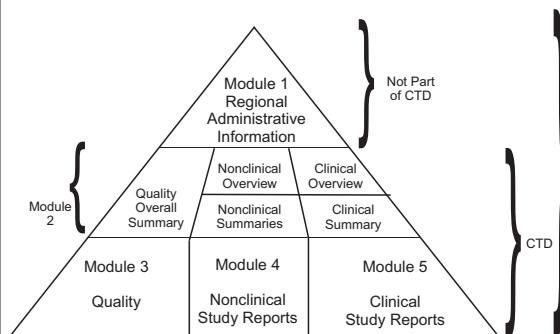 Module 1
Regional
Administrative
Information
Not Part
of CTD
Module
2
Quality
Overall
Summary
Nonclinical
Overview
Clinical
Overview
Nonclinical
Summaries
Clinical
Summary
CTD
Module 3
Quality
Module 4
Nonclinical
Study Reports
Module 5
Clinical
Study Reports